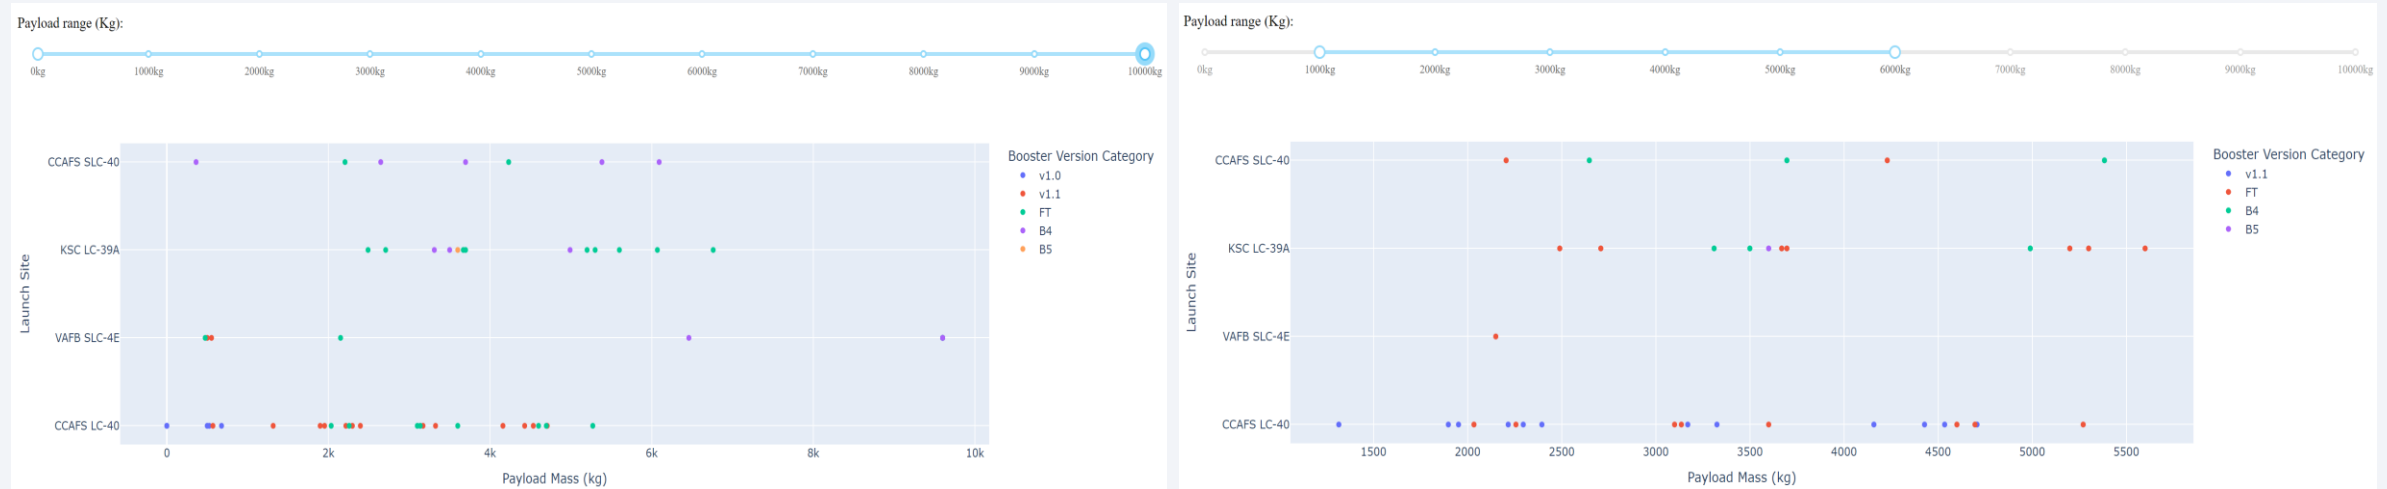 Payload range (Kg):
0kg 1000kg 2000kg 3000kg 4000kg 5000kg 6000kg 7000kg 8000kg 9000kg 10000kg
CCAFS SLC-40
KSC LC-39A
VAFB SLC-4E
CCAFS LC-40
Launch Site
0 2k 4k 6k 8k 10k
Payload Mass (kg)
Booster Version Category
v1.0
v1.1
FT
B4
B5
Payload range (Kg):
0kg 1000kg 2000kg 3000kg 4000kg 5000kg 6000kg 7000kg 8000kg 9000kg 10000kg
CCAFS SLC-40
KSC LC-39A
VAFB SLC-4E
CCAFS LC-40
Launch Site
1500 2000 2500 3000 3500 4000 4500 5000 5500
Payload Mass (kg)
Booster Version Category
v1.1
FT
B4
B5